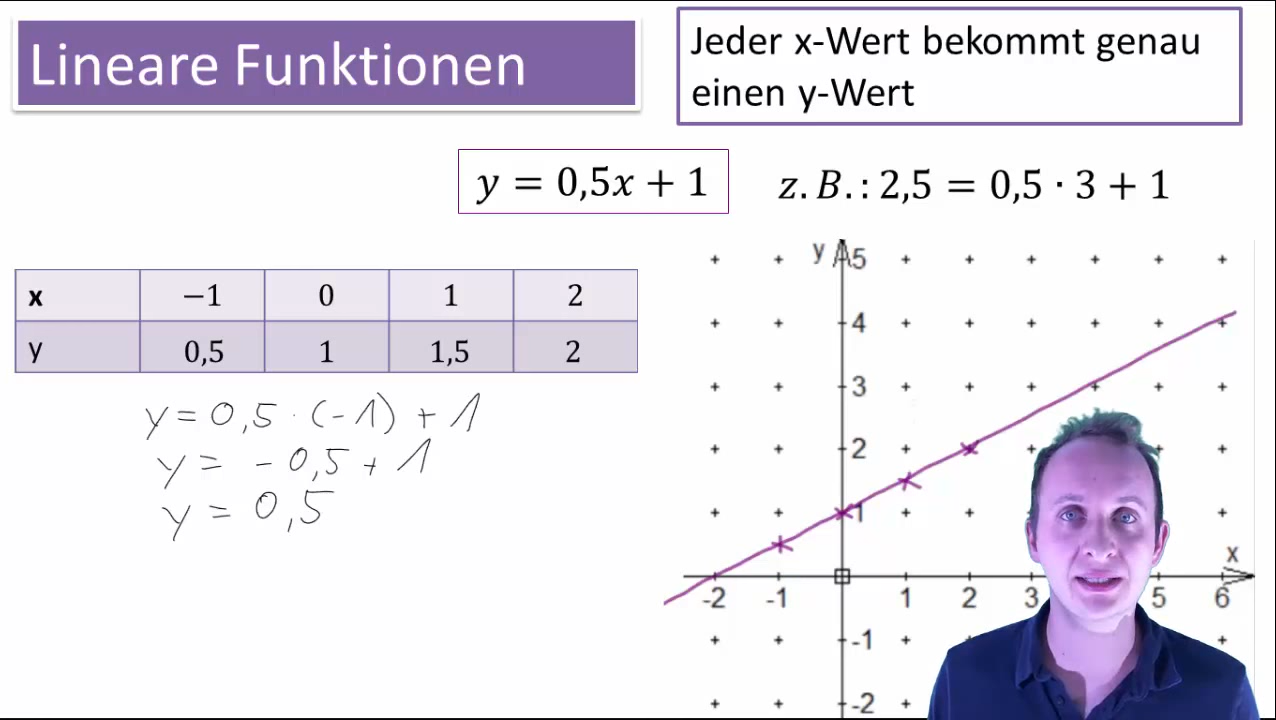 Lineare Funktionen
Jeder x-Wert bekommt genau
einen y-Wert
y = 0,5x + 1
z. B.: 2,5 = 0,5 · 3 + 1
x −1 0 1 2
y 0,5 1 1,5 2
y = 0,5 · (-1) + 1
y = -0,5 + 1
y = 0,5
y
5
4
3
2
1
x
-2 -1 1 2 3 5 6
-1
-2